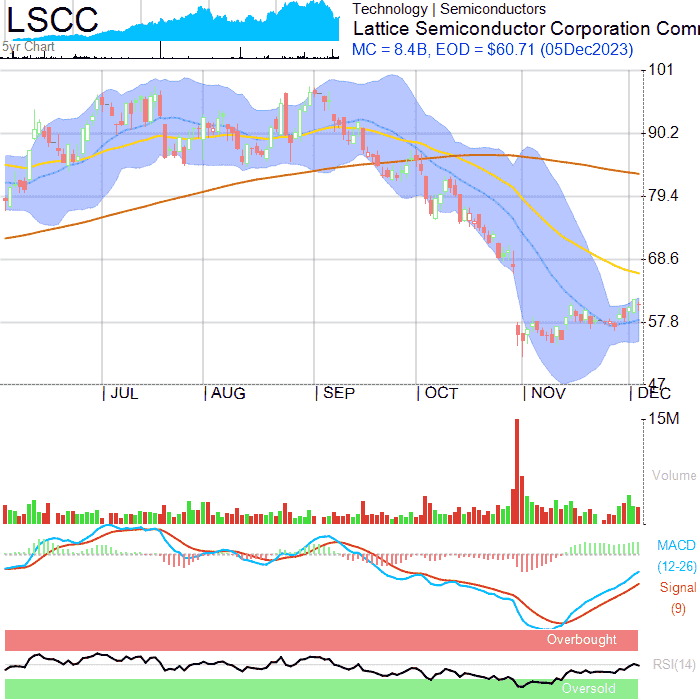 LSCC
5yr Chart
Technology | Semiconductors
Lattice Semiconductor Corporation Comm
MC = 8.4B, EOD = $60.71 (05Dec2023)
101
90.2
79.4
68.6
57.8
47
JUL
AUG
SEP
OCT
NOV
DEC
15M
Volume
MACD
(12-26)
Signal
(9)
Overbought
RSI(14)
Oversold